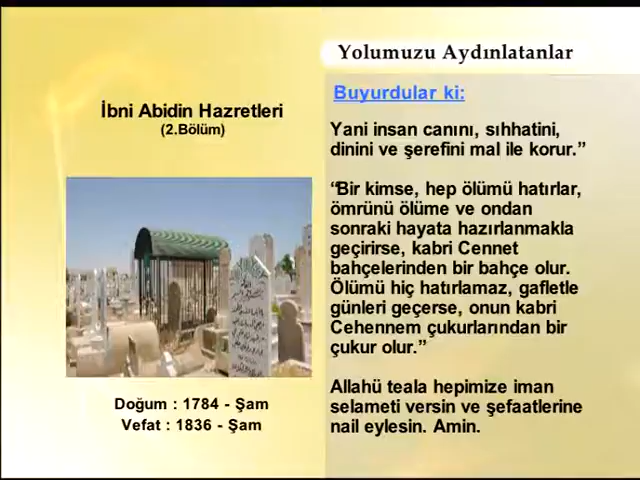 Yolumuzu Aydınlatanlar
İbni Abidin Hazretleri
(2.Bölüm)
Doğum : 1784 - Şam
Vefat : 1836 - Şam
Buyurdular ki:
Yani insan canını, sıhhatini,
dinini ve şerefini mal ile korur.”
“Bir kimse, hep ölümü hatırlar,
ömrünü ölüme ve ondan
sonraki hayata hazırlanmakla
geçirirse, kabri Cennet
bahçelerinden bir bahçe olur.
Ölümü hiç hatırlamaz, gafletle
günleri geçerse, onun kabri
Cehennem çukurlarından bir
çukur olur.”
Allahü teala hepimize iman
selameti versin ve şefaatlerine
nail eylesin. Amin.